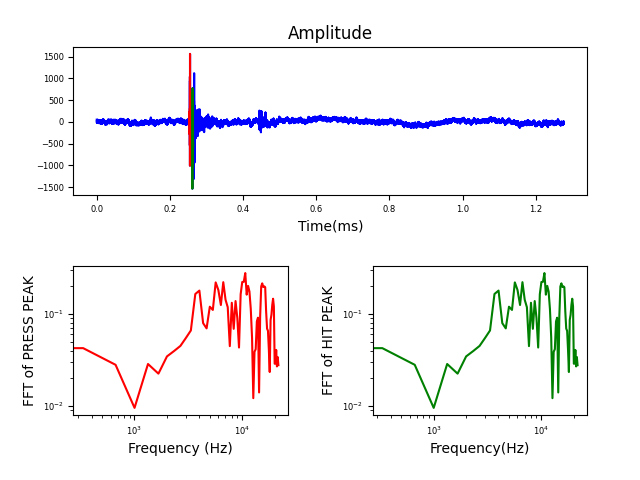 Amplitude
1500
1000
500
0
−500
−1000
−1500
0.0 0.2 0.4 0.6 0.8 1.0 1.2
Time(ms)
FFT of PRESS PEAK
10⁻¹
10⁻²
10³ 10⁴
Frequency (Hz)
FFT of HIT PEAK
10⁻¹
10⁻²
10³ 10⁴
Frequency(Hz)